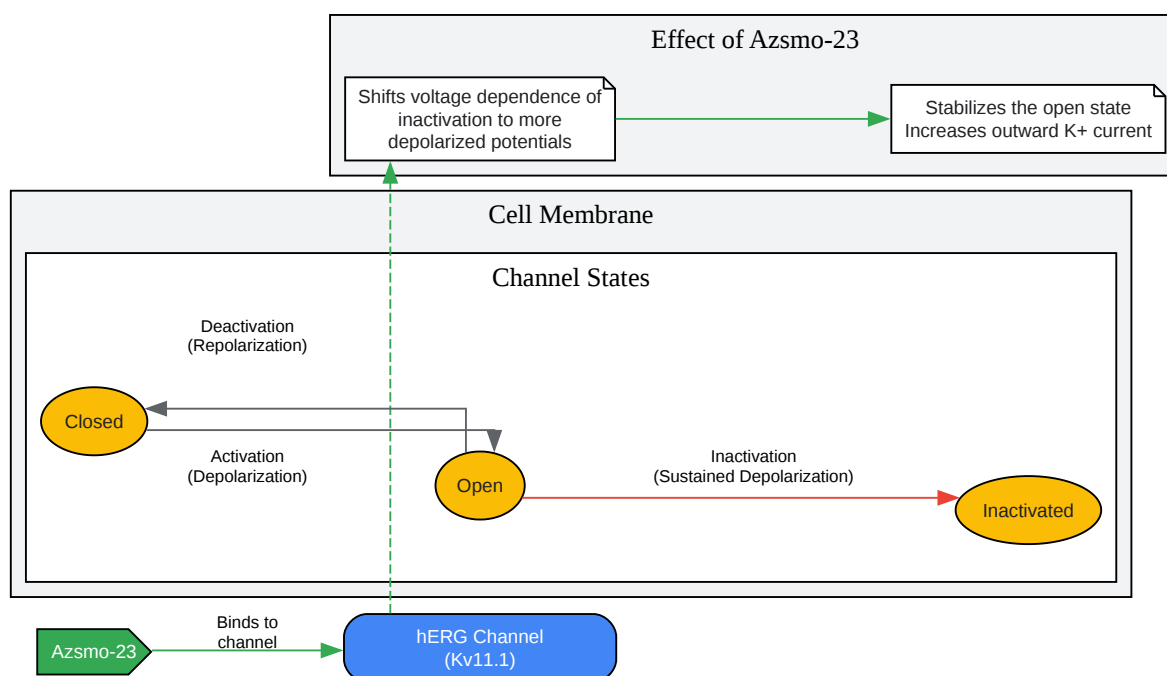 Effect of Azsmo-23
Shifts voltage dependence of
inactivation to more
depolarized potentials
Stabilizes the open state
Increases outward K+ current
Cell Membrane
Channel States
Deactivation
(Repolarization)
Closed
Activation
(Depolarization)
Open
Inactivation
(Sustained Depolarization)
Inactivated
Azsmo-23
Binds to
channel
hERG Channel
(Kv11.1)